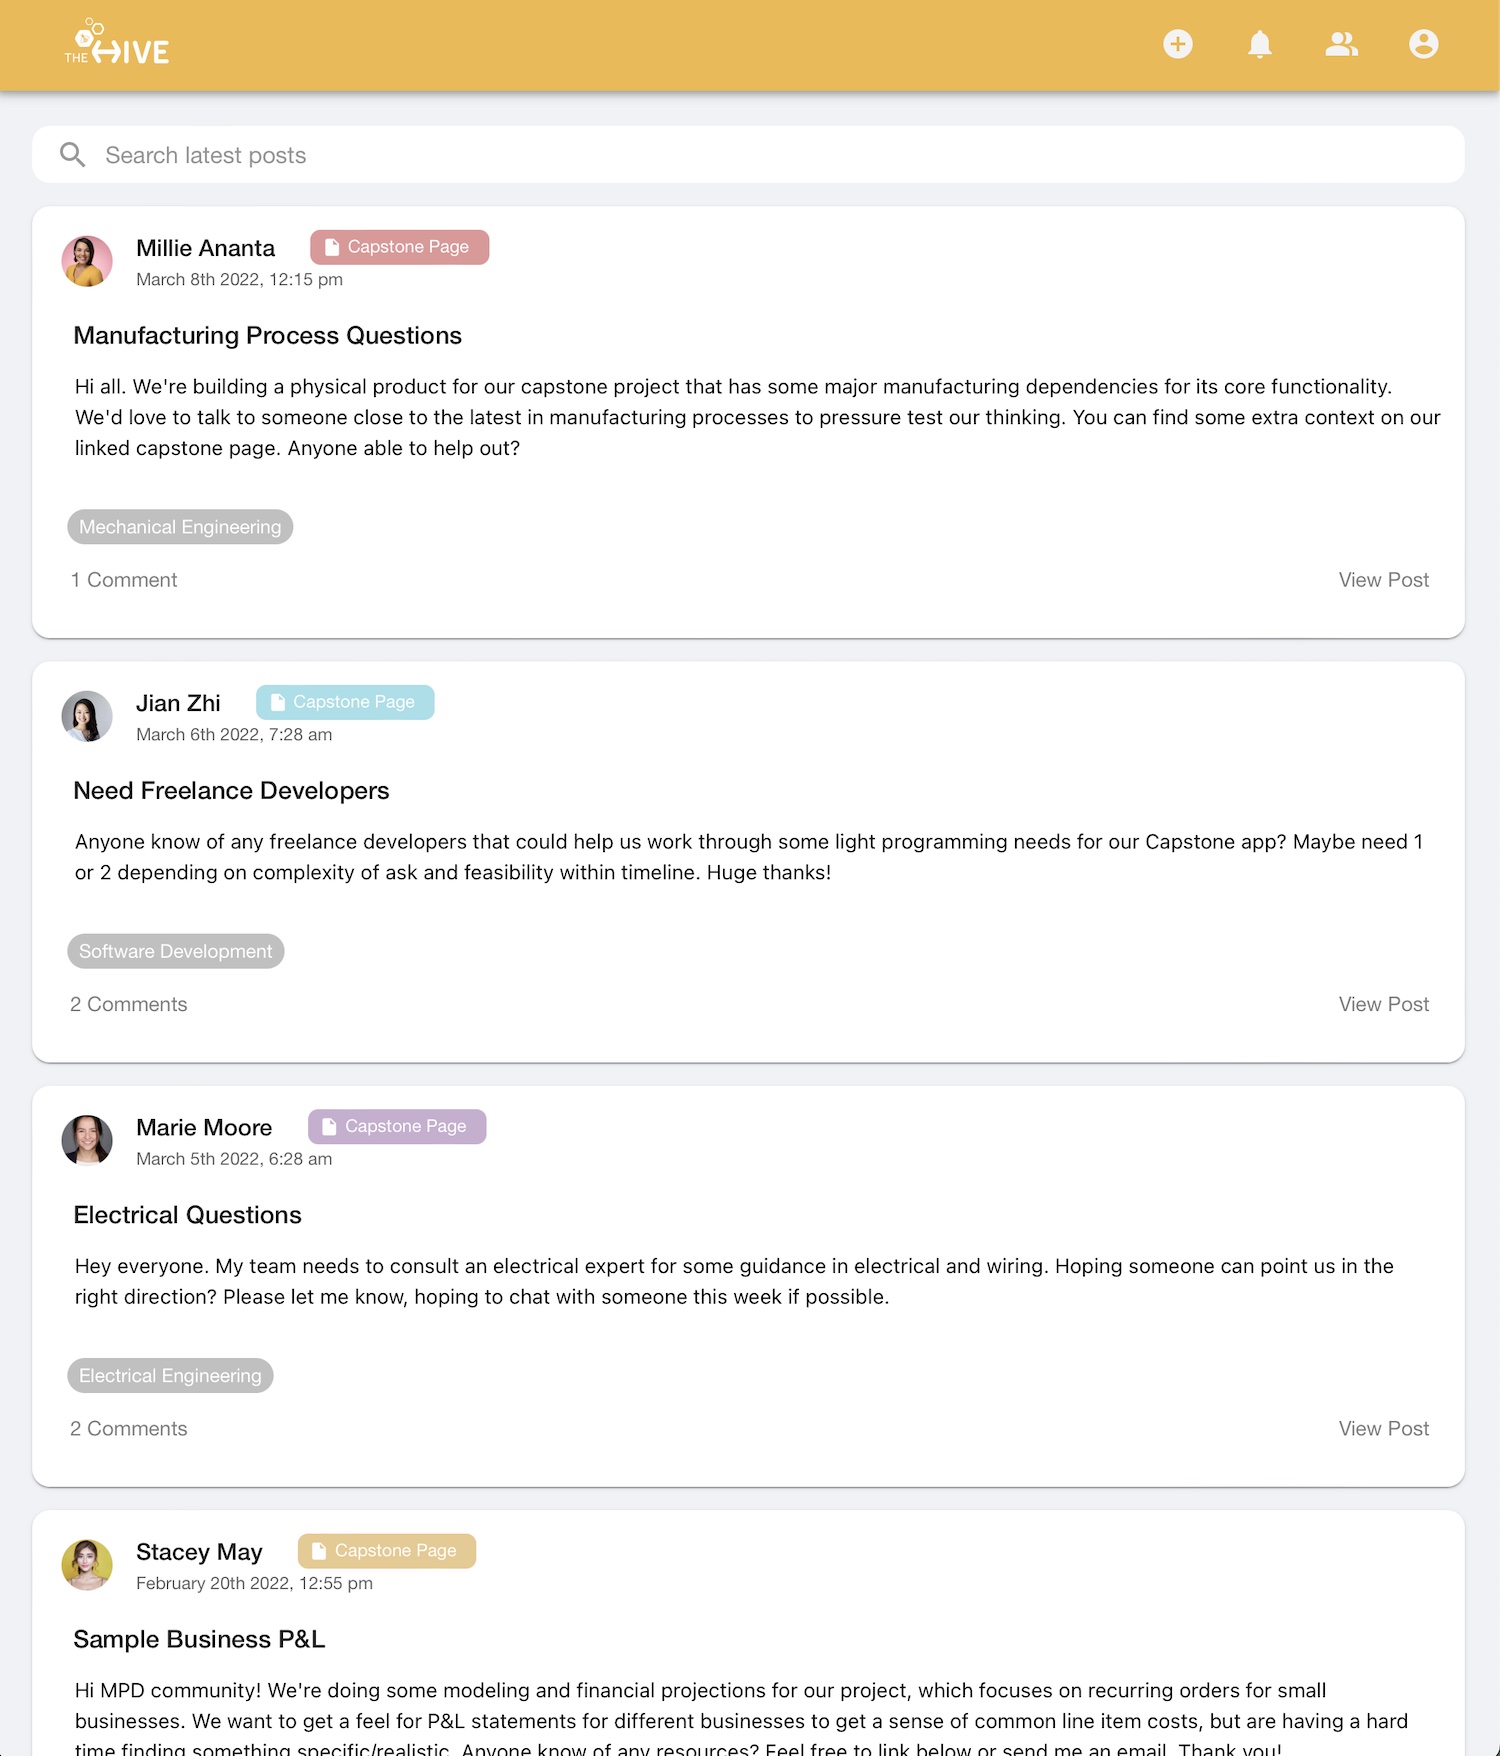 THE HIVE
Search latest posts
Millie Ananta
Capstone Page
March 8th 2022, 12:15 pm
Manufacturing Process Questions
Hi all. We're building a physical product for our capstone project that has some major manufacturing dependencies for its core functionality.
We'd love to talk to someone close to the latest in manufacturing processes to pressure test our thinking. You can find some extra context on our
linked capstone page. Anyone able to help out?
Mechanical Engineering
1 Comment
View Post
Jian Zhi
Capstone Page
March 6th 2022, 7:28 am
Need Freelance Developers
Anyone know of any freelance developers that could help us work through some light programming needs for our Capstone app? Maybe need 1
or 2 depending on complexity of ask and feasibility within timeline. Huge thanks!
Software Development
2 Comments
View Post
Marie Moore
Capstone Page
March 5th 2022, 6:28 am
Electrical Questions
Hey everyone. My team needs to consult an electrical expert for some guidance in electrical and wiring. Hoping someone can point us in the
right direction? Please let me know, hoping to chat with someone this week if possible.
Electrical Engineering
2 Comments
View Post
Stacey May
Capstone Page
February 20th 2022, 12:55 pm
Sample Business P&L
Hi MPD community! We're doing some modeling and financial projections for our project, which focuses on recurring orders for small
businesses. We want to get a feel for P&L statements for different businesses to get a sense of common line item costs, but are having a hard
time finding something specific/realistic. Anyone know of any resources? Feel free to link below or send me an email. Thank you!